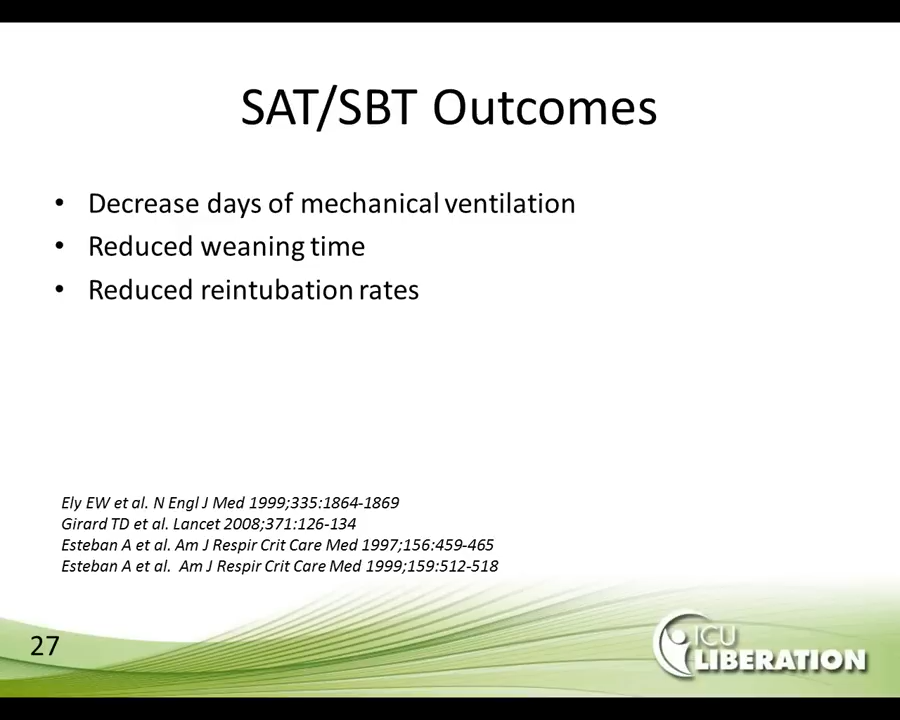 SAT/SBT Outcomes
• Decrease days of mechanical ventilation
• Reduced weaning time
• Reduced reintubation rates
Ely EW et al. N Engl J Med 1999;335:1864-1869
Girard TD et al. Lancet 2008;371:126-134
Esteban A et al. Am J Respir Crit Care Med 1997;156:459-465
Esteban A et al. Am J Respir Crit Care Med 1999;159:512-518
27
ICU
LIBERATION